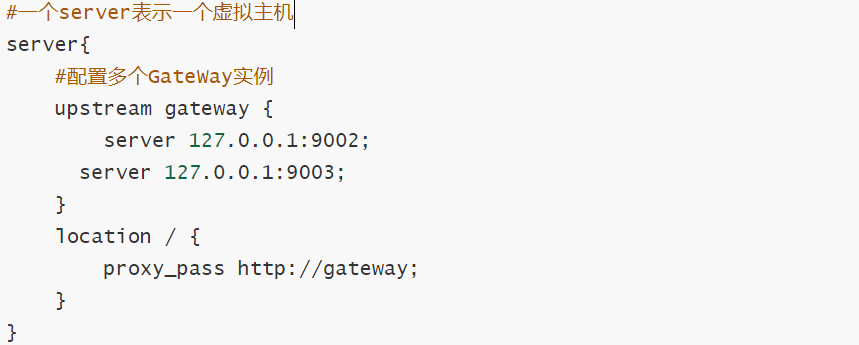 #一个server表示一个虚拟主机
server{
    #配置多个GateWay实例
    upstream gateway {
        server 127.0.0.1:9002;
      server 127.0.0.1:9003;
    }
    location / {
        proxy_pass http://gateway;
    }
}